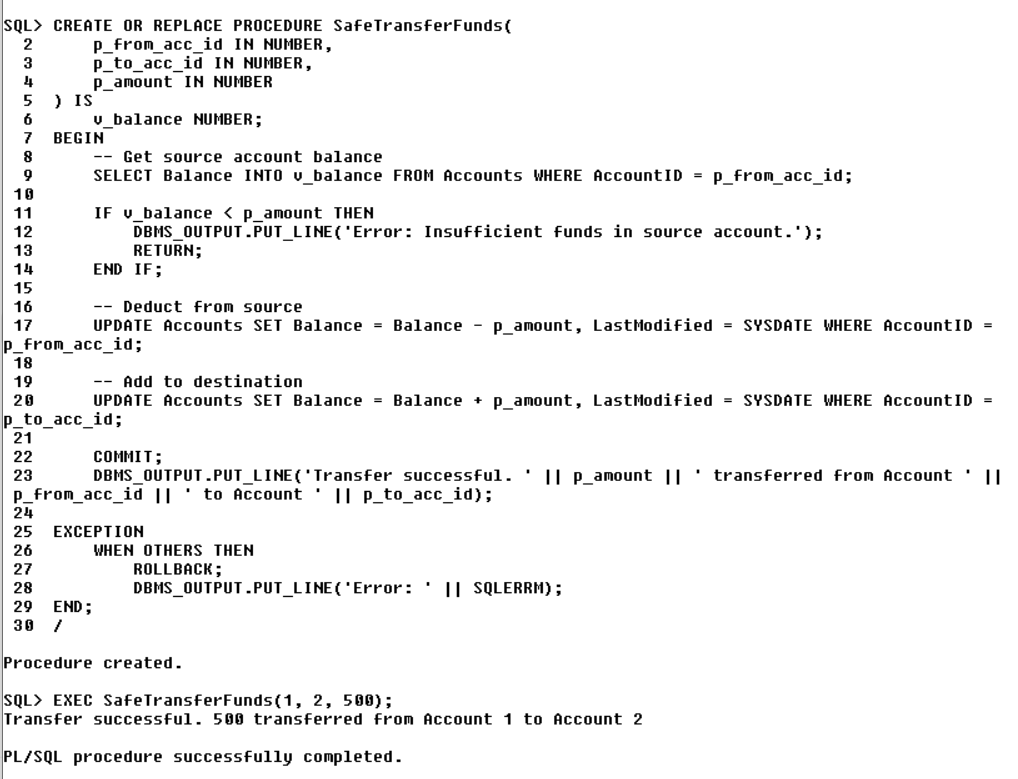 SQL> CREATE OR REPLACE PROCEDURE SafeTransferFunds(
  2      p_from_acc_id IN NUMBER,
  3      p_to_acc_id IN NUMBER,
  4      p_amount IN NUMBER
  5  ) IS
  6      v_balance NUMBER;
  7  BEGIN
  8      -- Get source account balance
  9      SELECT Balance INTO v_balance FROM Accounts WHERE AccountID = p_from_acc_id;
 10
 11      IF v_balance < p_amount THEN
 12          DBMS_OUTPUT.PUT_LINE('Error: Insufficient funds in source account.');
 13          RETURN;
 14      END IF;
 15
 16      -- Deduct from source
 17      UPDATE Accounts SET Balance = Balance - p_amount, LastModified = SYSDATE WHERE AccountID =
p_from_acc_id;
 18
 19      -- Add to destination
 20      UPDATE Accounts SET Balance = Balance + p_amount, LastModified = SYSDATE WHERE AccountID =
p_to_acc_id;
 21
 22      COMMIT;
 23      DBMS_OUTPUT.PUT_LINE('Transfer successful. ' || p_amount || ' transferred from Account ' ||
 p_from_acc_id || ' to Account ' || p_to_acc_id);
 24
 25  EXCEPTION
 26      WHEN OTHERS THEN
 27          ROLLBACK;
 28          DBMS_OUTPUT.PUT_LINE('Error: ' || SQLERRM);
 29  END;
 30  /

Procedure created.

SQL> EXEC SafeTransferFunds(1, 2, 500);
Transfer successful. 500 transferred from Account 1 to Account 2

PL/SQL procedure successfully completed.